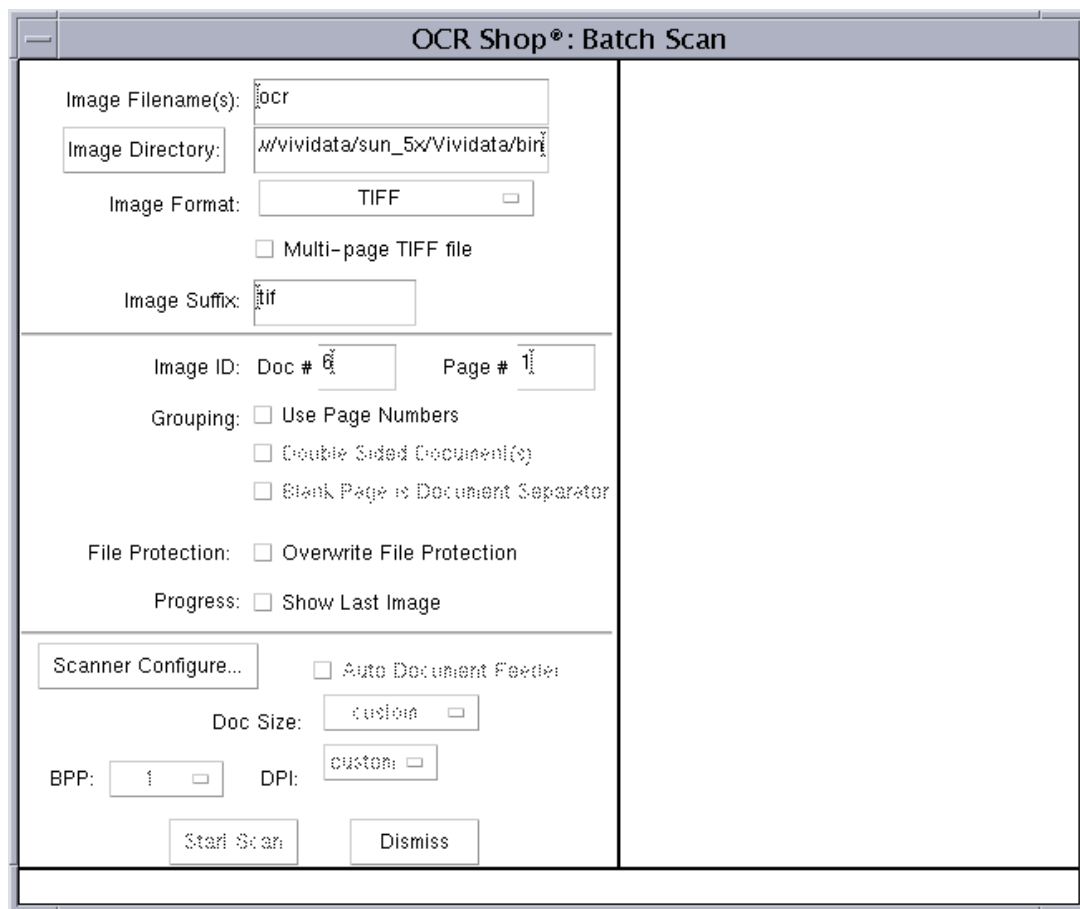 OCR Shop®: Batch Scan
Image Filename(s): ocr
Image Directory: w/vividata/sun_5x/Vividata/bin
Image Format: TIFF
Multi-page TIFF file
Image Suffix: tif
Image ID: Doc # 6 Page # 1
Grouping: Use Page Numbers
Double Sided Document(s)
Blank Page is Document Separator
File Protection: Overwrite File Protection
Progress: Show Last Image
Scanner Configure... Auto Document Feeder
Doc Size: custom
BPP: 1 DPI: custom
Start Scan Dismiss